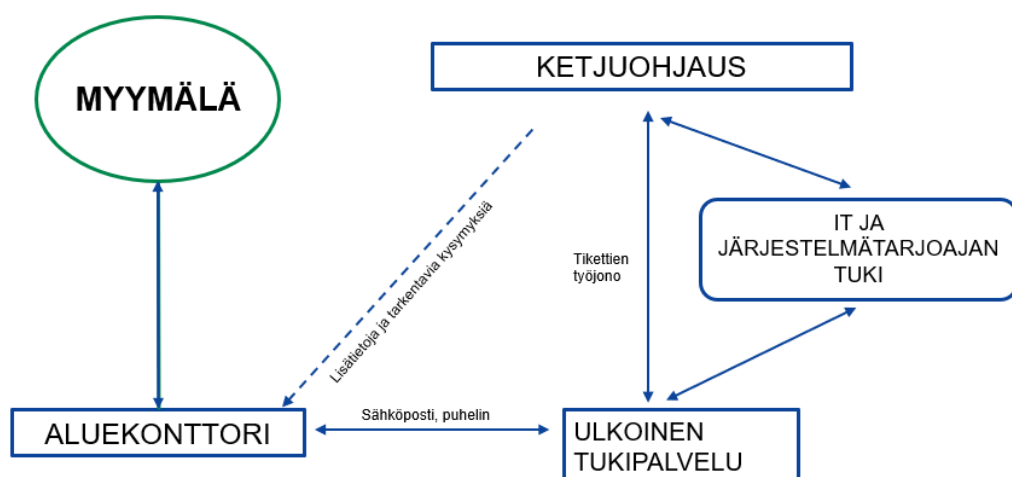 MYYMÄLÄ
KETJUOHJAUS
Lisätietoja ja tarkentavia kysymyksiä
Tikettien
työjono
IT JA
JÄRJESTELMÄTARJOAJAN
TUKI
ALUEKONTTORI
Sähköposti, puhelin
ULKOINEN
TUKIPALVELU